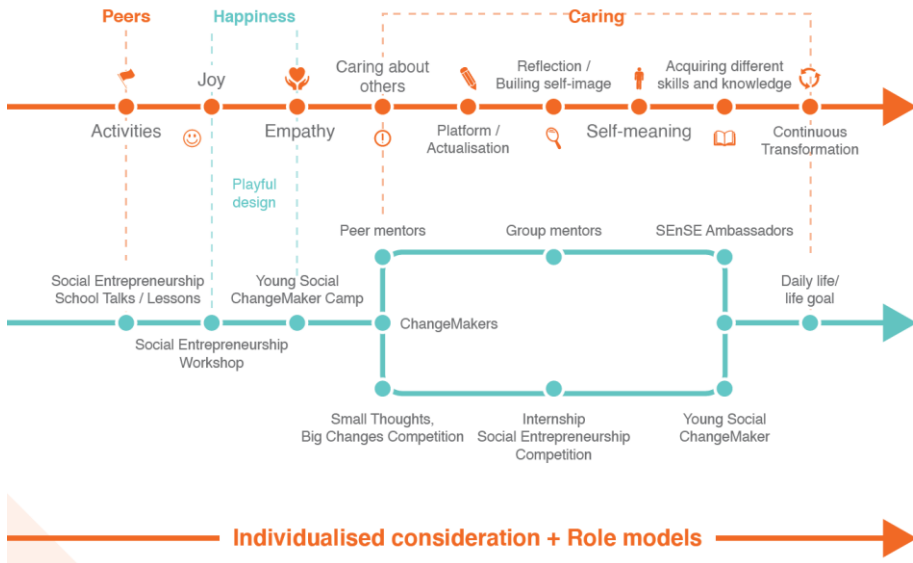 Peers
Happiness
Caring
Joy
Caring about
others
Reflection /
Builing self-image
Acquiring different
skills and knowledge
Activities
Empathy
Platform /
Actualisation
Self-meaning
Continuous
Transformation
Playful
design
Peer mentors
Group mentors
SEnSE Ambassadors
Social Entrepreneurship
School Talks / Lessons
Young Social
ChangeMaker Camp
Daily life/
life goal
Social Entrepreneurship
Workshop
ChangeMakers
Small Thoughts,
Big Changes Competition
Internship
Social Entrepreneurship
Competition
Young Social
ChangeMaker
Individualised consideration + Role models